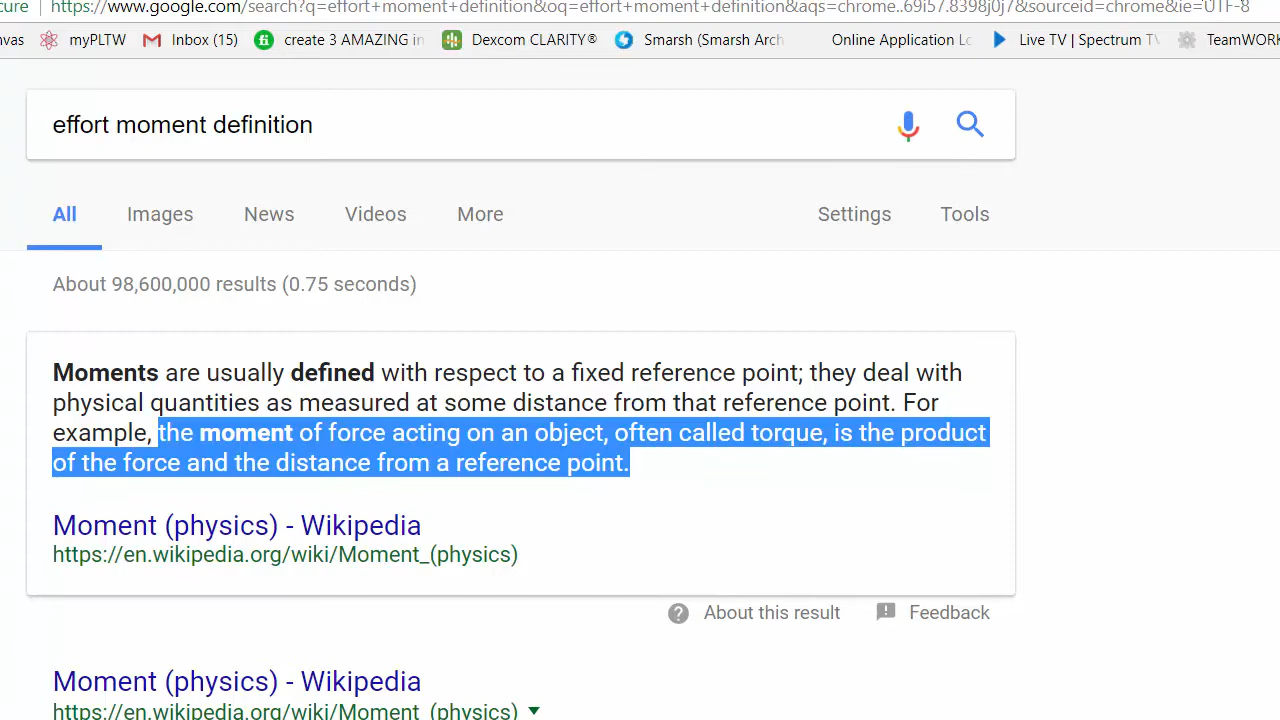 cure | https://www.google.com/search?q=effort+moment+definition&oq=effort+moment+definition&aqs=chrome..69i57.8398j0j7&sourceid=chrome&ie=UTF-8
nvas myPLTW Inbox (15) create 3 AMAZING in Dexcom CLARITY® Smarsh (Smarsh Arch Online Application Lo Live TV | Spectrum TV TeamWORK
effort moment definition
All Images News Videos More Settings Tools
About 98,600,000 results (0.75 seconds)
Moments are usually defined with respect to a fixed reference point; they deal with
physical quantities as measured at some distance from that reference point. For
example, the moment of force acting on an object, often called torque, is the product
of the force and the distance from a reference point.
Moment (physics) - Wikipedia
https://en.wikipedia.org/wiki/Moment_(physics)
About this result Feedback
Moment (physics) - Wikipedia
https://en.wikipedia.org/wiki/Moment_(physics)